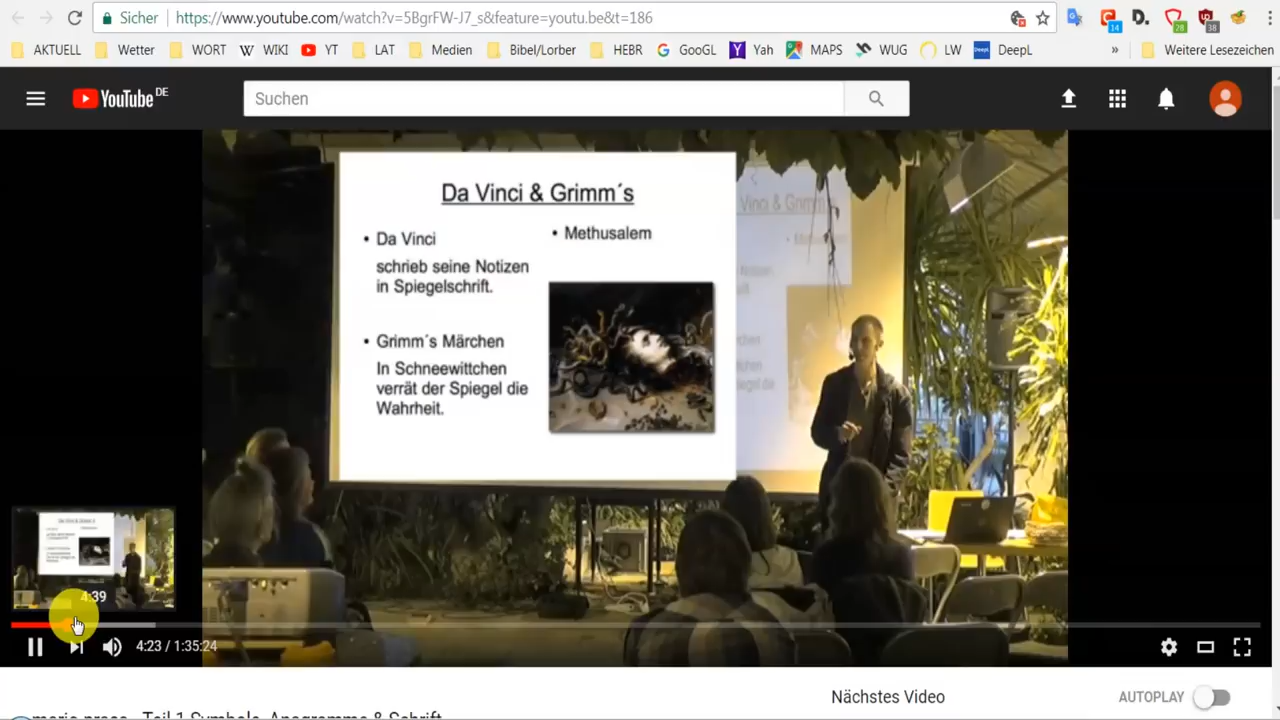 Sicher https://www.youtube.com/watch?v=5BgrFW-J7_s&feature=youtu.be&t=186
14
28
38
AKTUELL Wetter WORT WIKI YT LAT Medien Bibel/Lorber HEBR GooGL Yah MAPS WUG LW DeepL » Weitere Lesezeichen
YouTube DE
Suchen
Da Vinci & Grimm´s
• Da Vinci
schrieb seine Notizen
in Spiegelschrift.
• Grimm´s Märchen
In Schneewittchen
verrät der Spiegel die
Wahrheit.
• Methusalem
4:39
4:23 / 1:35:24
Nächstes Video
AUTOPLAY
Teil 1 Symbole, Anagramme & Schrift